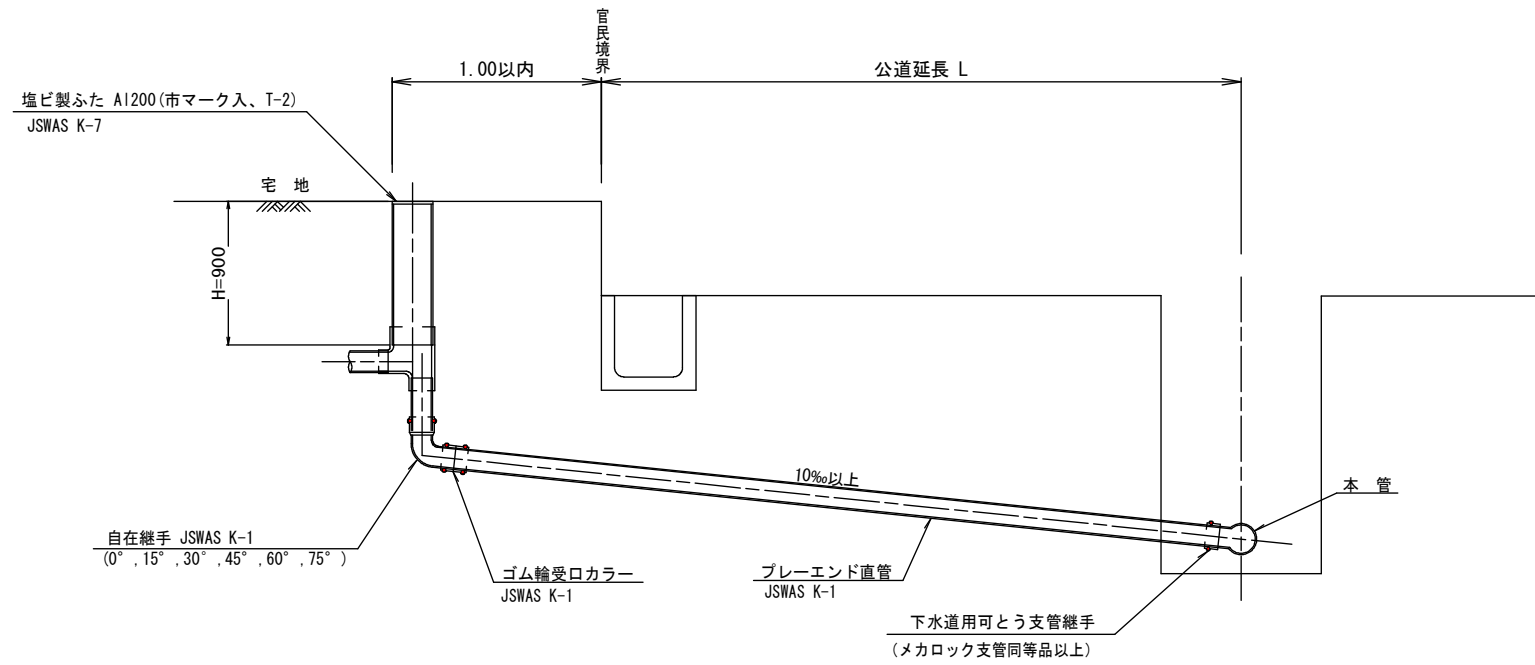 官民境界
1.00以内
公道延長 L
塩ビ製ふた AI200(市マーク入、T-2)
JSWAS K-7
宅 地
H=900
10‰以上
本 管
自在継手 JSWAS K-1
(0°,15°,30°,45°,60°,75°)
ゴム輪受口カラー
JSWAS K-1
プレーエンド直管
JSWAS K-1
下水道用可とう支管継手
(メカロック支管同等品以上)